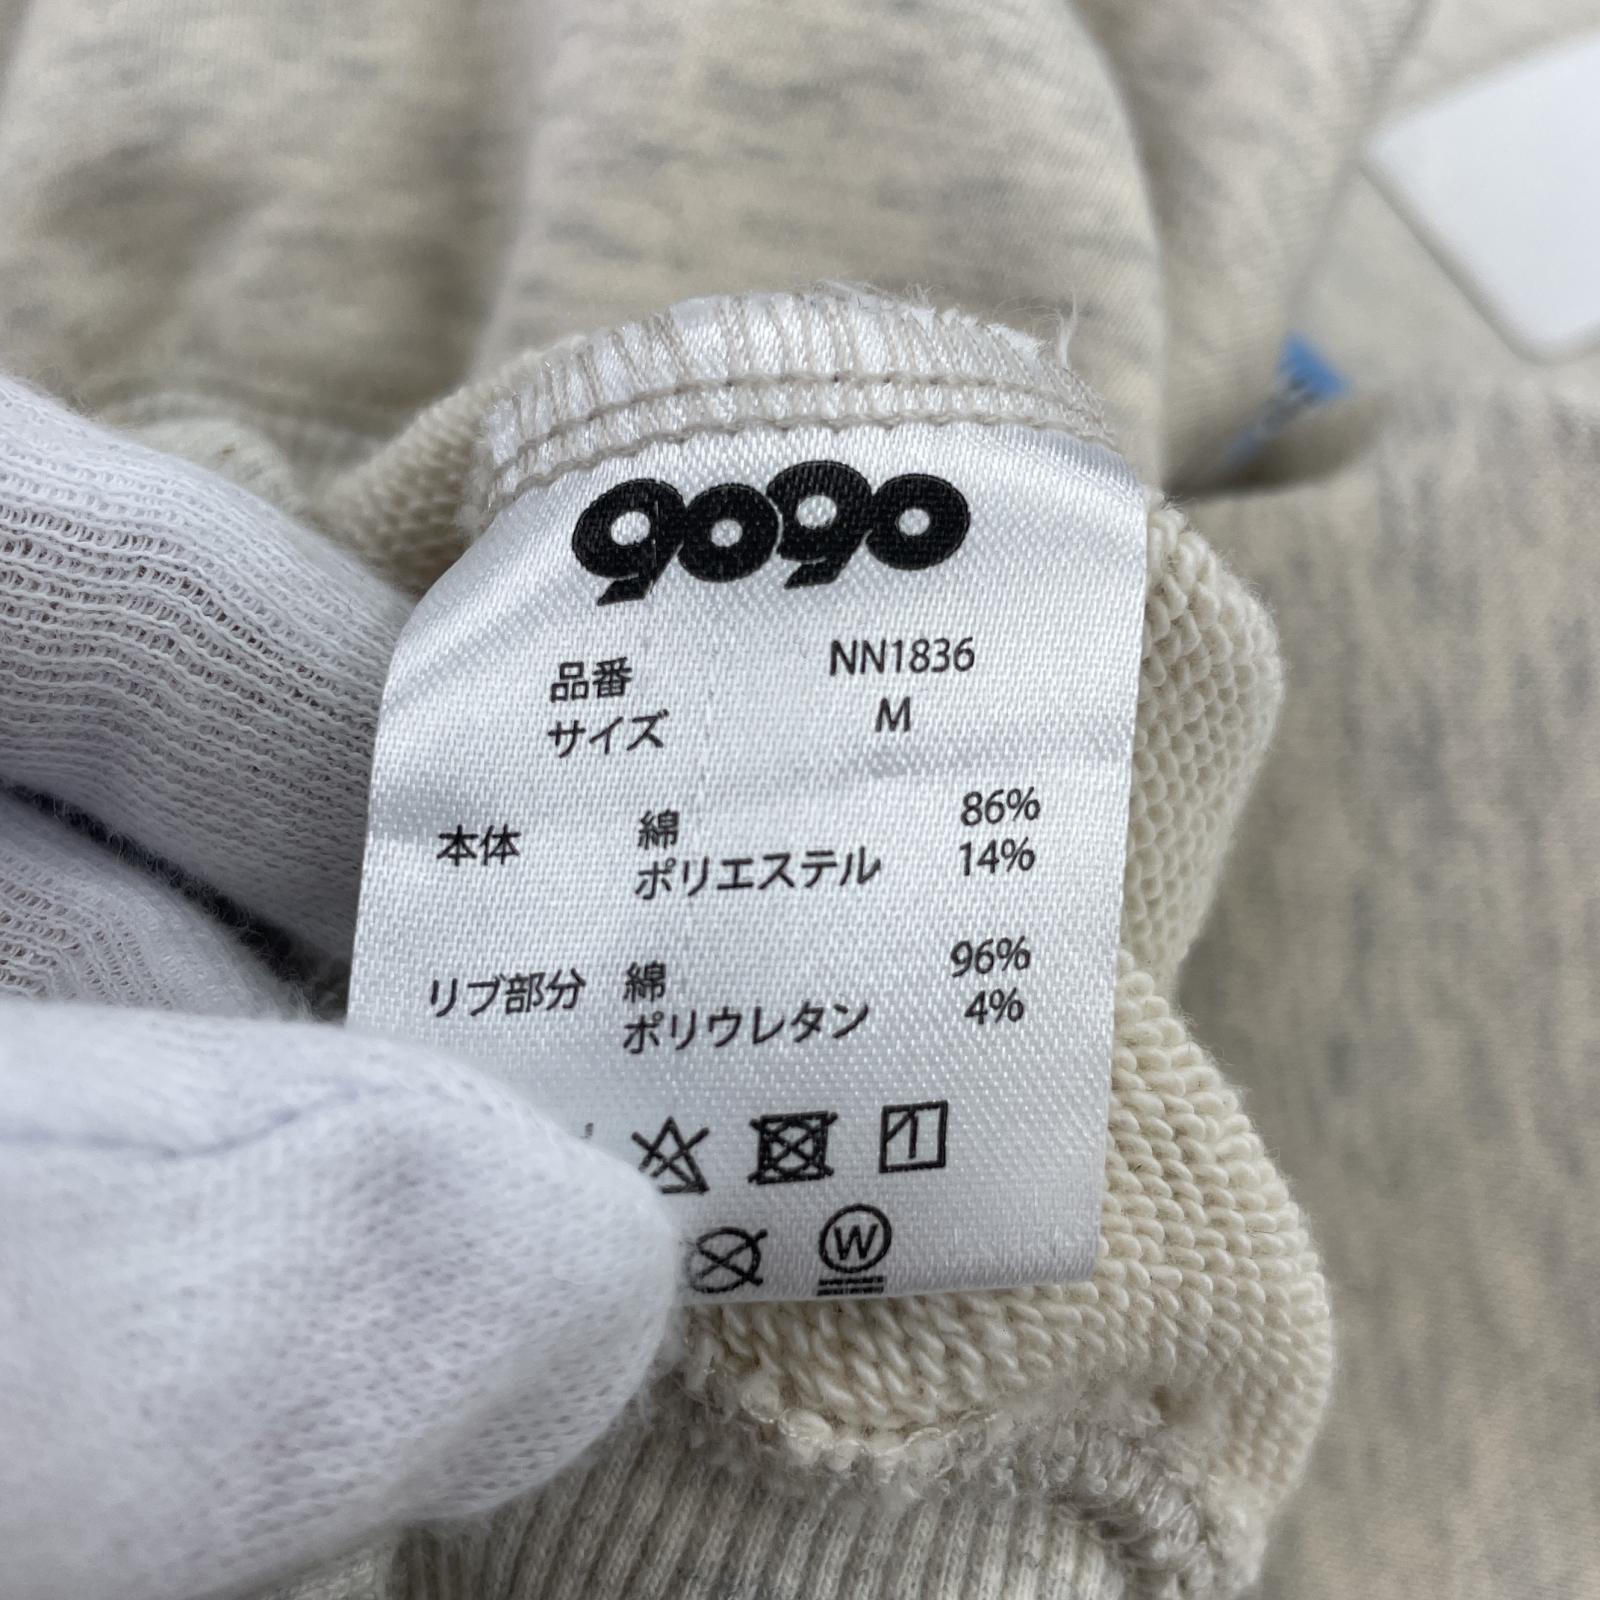 9090
品番 NN1836
サイズ M
本体 綿 86%
ポリエステル 14%
リブ部分 綿 96%
ポリウレタン 4%
W